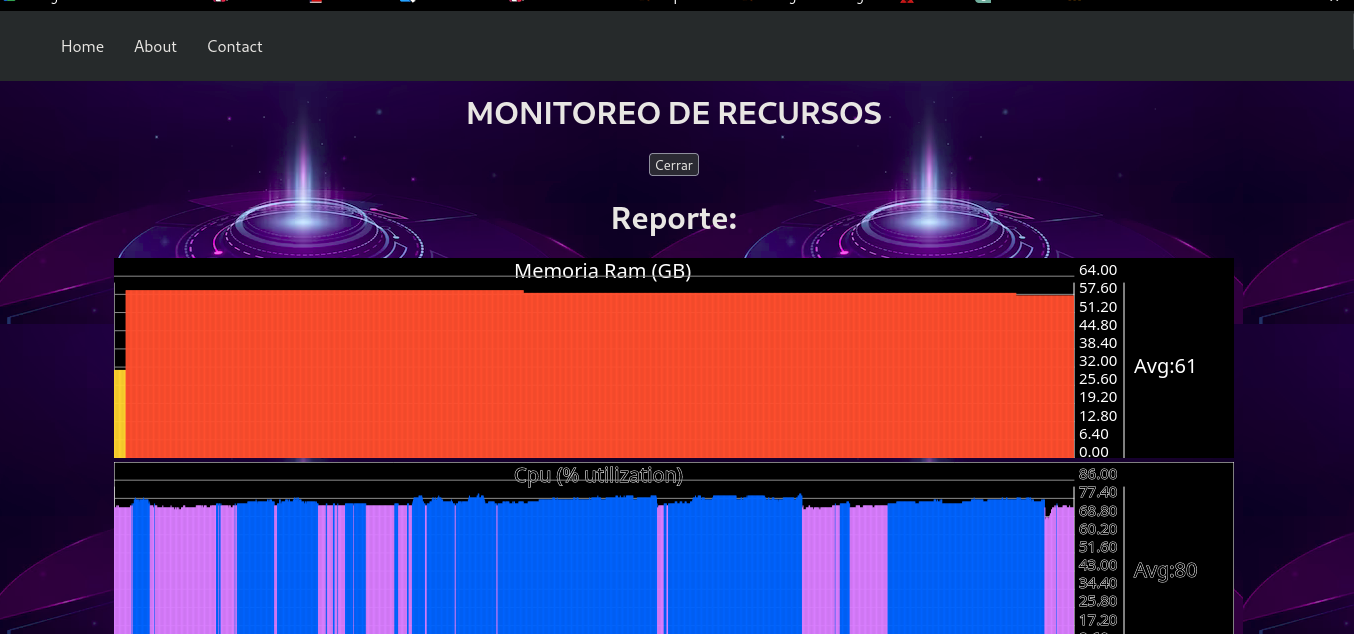 Home About Contact
MONITOREO DE RECURSOS
Cerrar
Reporte:
Memoria Ram (GB)
64.00
57.60
51.20
44.80
38.40
32.00
25.60
19.20
12.80
6.40
0.00
Avg:61
Cpu (% utilization)
86.00
77.40
68.80
60.20
51.60
43.00
34.40
25.80
17.20
Avg:80